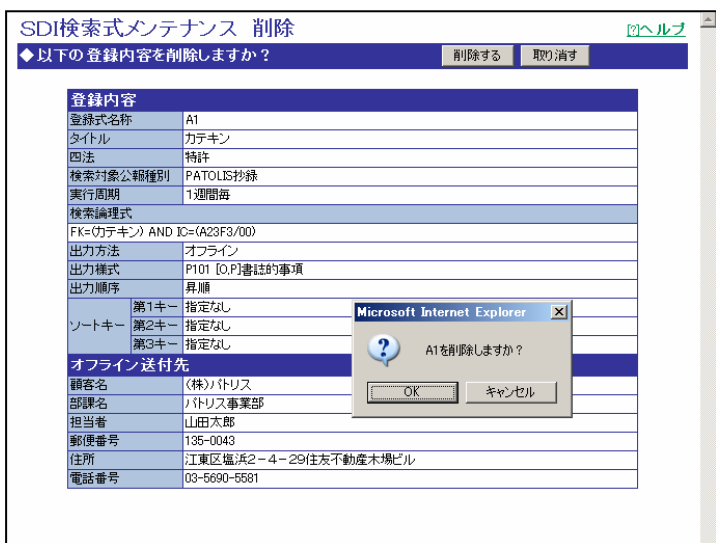 SDI検索式メンテナンス 削除
[?]ヘルプ
◆以下の登録内容を削除しますか？ 削除する 取り消す
登録内容
登録式名称 A1
タイトル カテキン
四法 特許
検索対象公報種別 PATOLIS抄録
実行周期 1週間毎
検索論理式
FK=(カテキン) AND IC=(A23F3/00)
出力方法 オフライン
出力様式 P101 [O,P]書誌的事項
出力順序 昇順
ソートキー 第1キー 指定なし
第2キー 指定なし
第3キー 指定なし
Microsoft Internet Explorer
A1を削除しますか？
OK キャンセル
オフライン送付先
顧客名 (株)パトリス
部課名 パトリス事業部
担当者 山田太郎
郵便番号 135-0043
住所 江東区塩浜2-4-29住友不動産木場ビル
電話番号 03-5690-5581